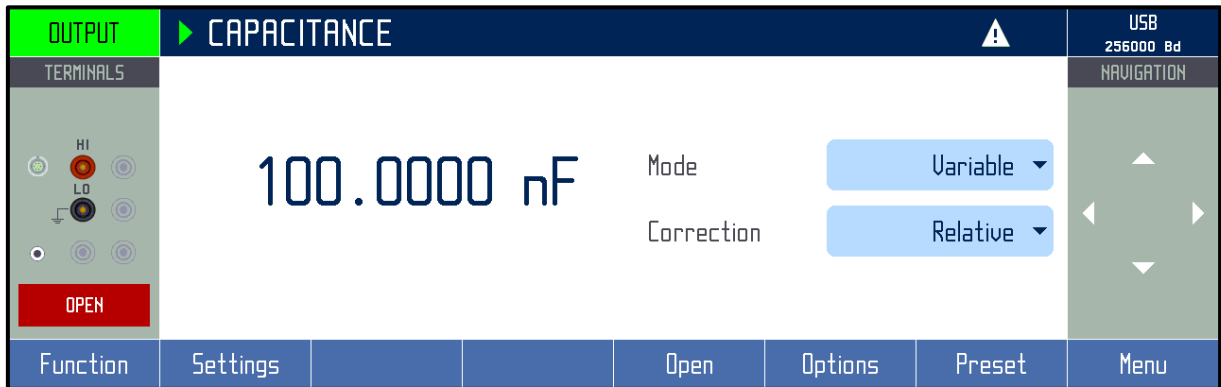 OUTPUT
CAPACITANCE
USB
256000 Bd
TERMINALS
NAVIGATION
HI
LO
100.0000 nF
Mode
Variable
Correction
Relative
OPEN
Function
Settings
Open
Options
Preset
Menu